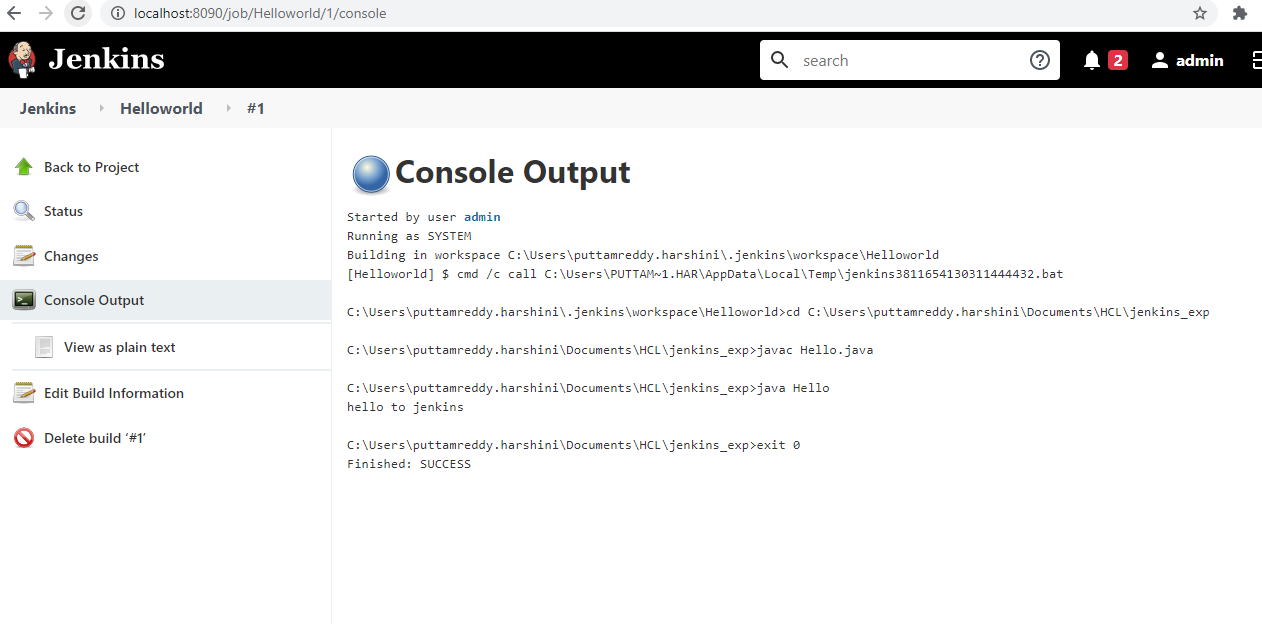 localhost:8090/job/Helloworld/1/console
Jenkins
search
2
admin
Jenkins
Helloworld
#1
Back to Project
Status
Changes
Console Output
View as plain text
Edit Build Information
Delete build ‘#1’
Console Output
Started by user admin
Running as SYSTEM
Building in workspace C:\Users\puttamreddy.harshini\.jenkins\workspace\Helloworld
[Helloworld] $ cmd /c call C:\Users\PUTTAM~1.HAR\AppData\Local\Temp\jenkins3811654130311444432.bat
C:\Users\puttamreddy.harshini\.jenkins\workspace\Helloworld>cd C:\Users\puttamreddy.harshini\Documents\HCL\jenkins_exp
C:\Users\puttamreddy.harshini\Documents\HCL\jenkins_exp>javac Hello.java
C:\Users\puttamreddy.harshini\Documents\HCL\jenkins_exp>java Hello
hello to jenkins
C:\Users\puttamreddy.harshini\Documents\HCL\jenkins_exp>exit 0
Finished: SUCCESS